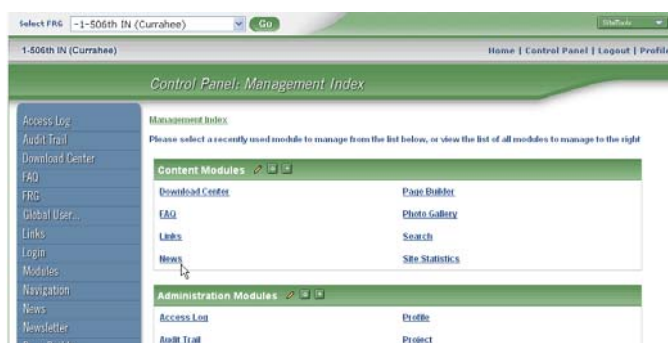 Select FRG -1-506th IN (Currahee) Go SiteTools
1-506th IN (Currahee) Home | Control Panel | Logout | Profile
Control Panel: Management Index
Access Log
Audit Trail
Download Center
FAQ
FRG
Global User...
Links
Login
Modules
Navigation
News
Newsletter
Management Index
Please select a recently used module to manage from the list below, or view the list of all modules to manage to the right
Content Modules
Download Center Page Builder
FAQ Photo Gallery
Links Search
News Site Statistics
Administration Modules
Access Log Profile
Audit Trail Project